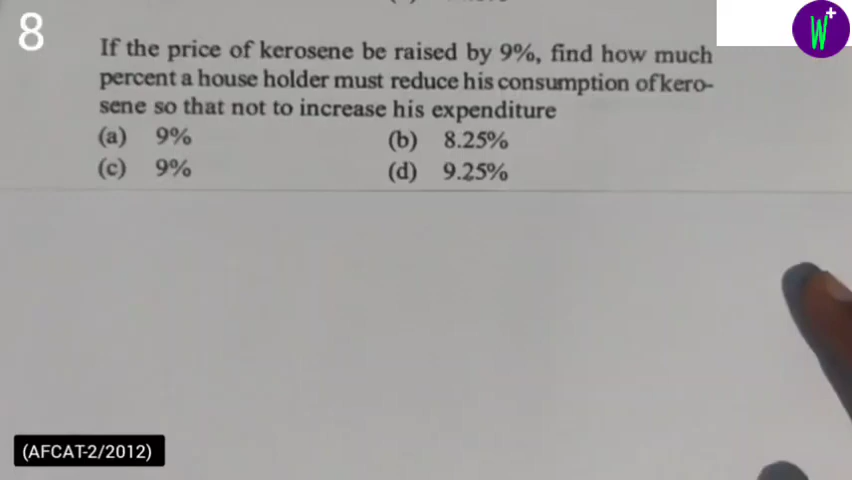 8
W+
If the price of kerosene be raised by 9%, find how much
percent a house holder must reduce his consumption of kero-
sene so that not to increase his expenditure
(a) 9% (b) 8.25%
(c) 9% (d) 9.25%
(AFCAT-2/2012)